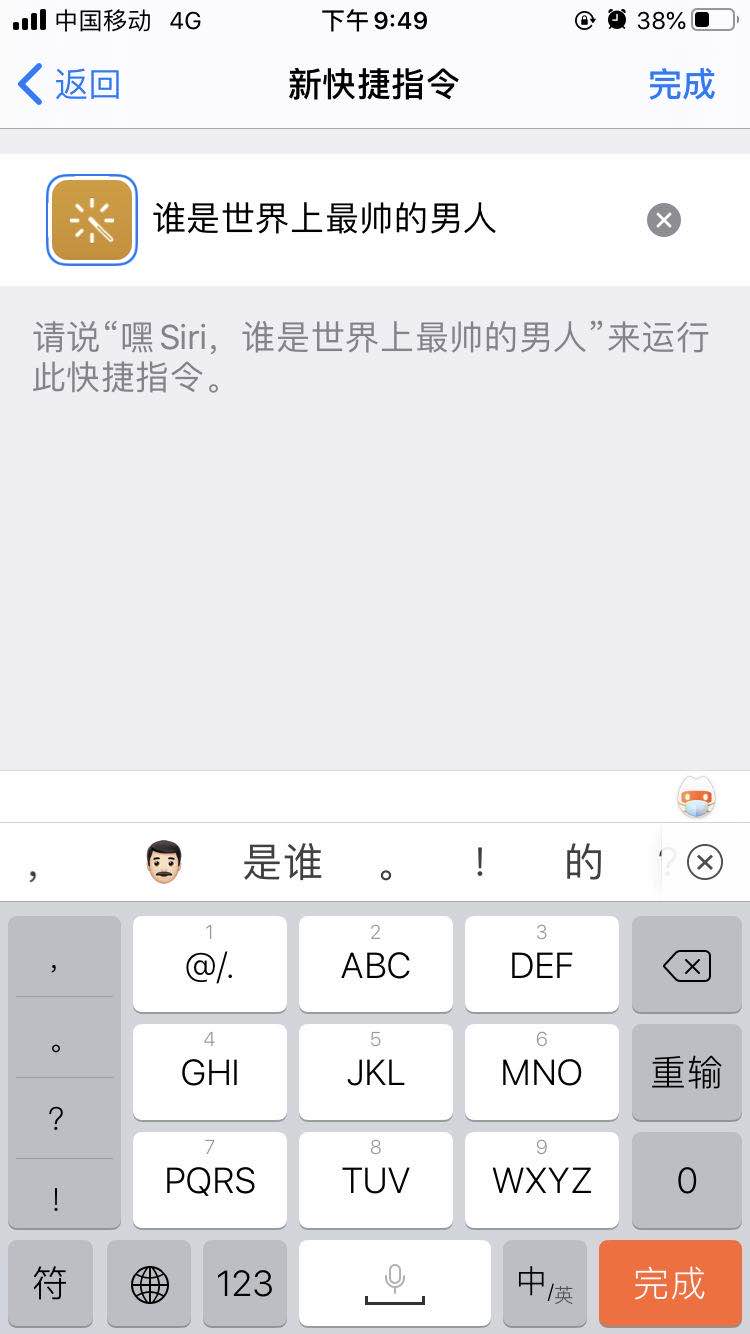 中国移动 4G 下午9:49 38%
返回 新快捷指令 完成
谁是世界上最帅的男人
请说“嘿Siri，谁是世界上最帅的男人”来运行
此快捷指令。
， 是谁 。 ！ 的 ?
， 1 @/. 2 ABC 3 DEF
。 4 GHI 5 JKL 6 MNO 重输
? 7 PQRS 8 TUV 9 WXYZ 0
!
符 123 中/英 完成